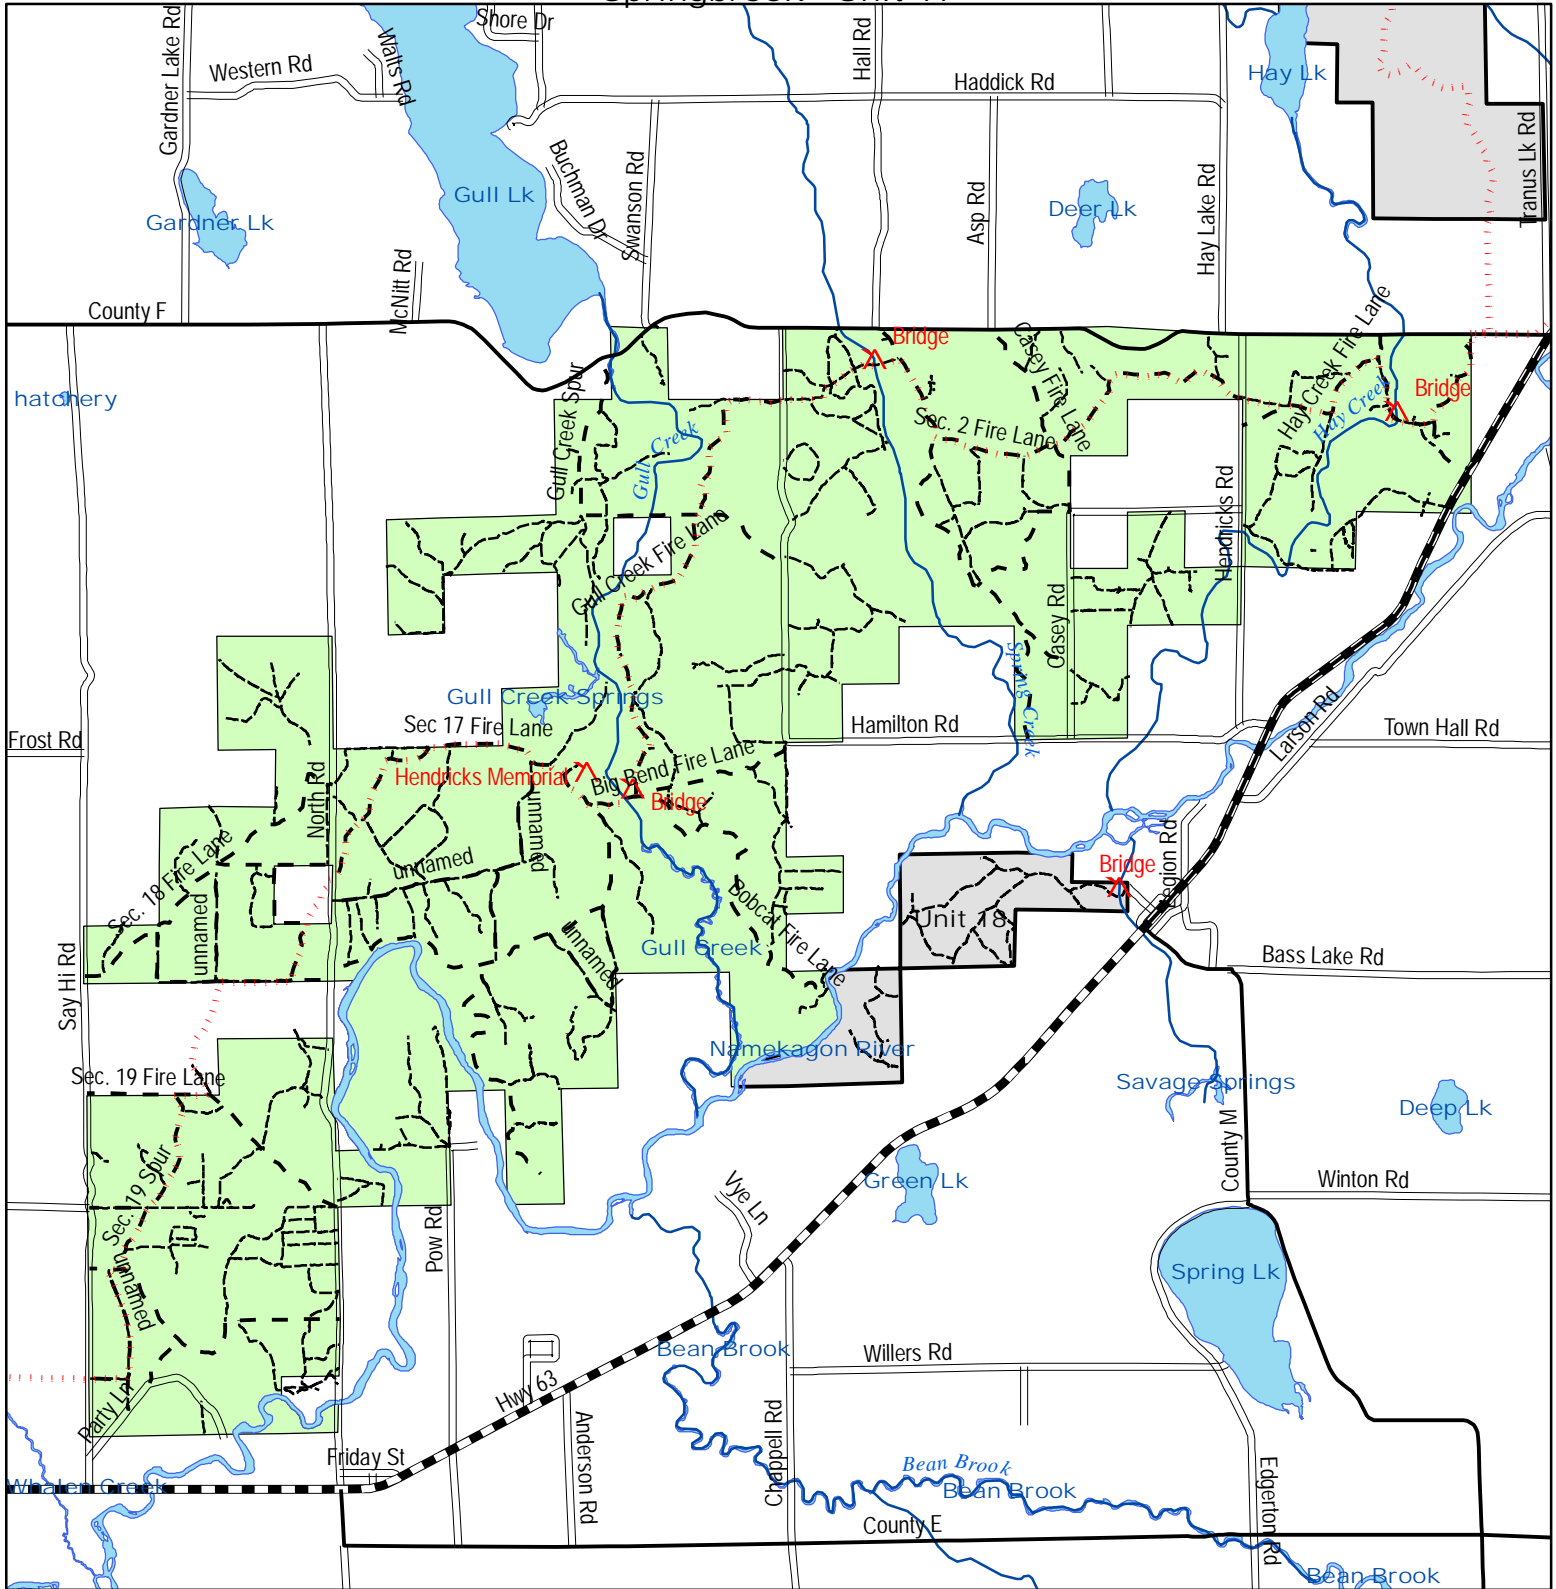 Shore Dr
Gardner Lake Rd
Western Rd
Walts Rd
Hall Rd
Haddick Rd
Hay Lk
Tranus Lk Rd
Gull Lk
Buchman Dr
Swanson Rd
Asp Rd
Deer Lk
Hay Lake Rd
Gardner Lk
McNitt Rd
County F
Bridge
Casey Fire Lane
Hay Creek Fire Lane
Bridge
hatchery
Gull Creek Spur
Gull Creek
Sec. 2 Fire Lane
Hay Creek
Hendricks Rd
Gull Creek Fire Lane
Casey Rd
Spring Creek
Gull Creek Springs
Sec 17 Fire Lane
Hamilton Rd
Larson Rd
Town Hall Rd
Frost Rd
North Rd
Hendricks Memorial
Big Bend Fire Lane
Bridge
unnamed
unnamed
Sec. 18 Fire Lane
unnamed
Bobcat Fire Lane
Bridge
Legion Rd
Unit 18
unnamed
Gull Creek
Bass Lake Rd
Say Hi Rd
Namekagon River
Sec. 19 Fire Lane
Savage Springs
Deep Lk
County M
Sec. 19 Spur
Green Lk
Winton Rd
Vye Ln
Pow Rd
unnamed
Spring Lk
Bean Brook
Willers Rd
Hwy 63
Party Ln
Anderson Rd
Chappell Rd
Friday St
Whalen Creek
Bean Brook
Bean Brook
Edgerton Rd
County E
Bean Brook